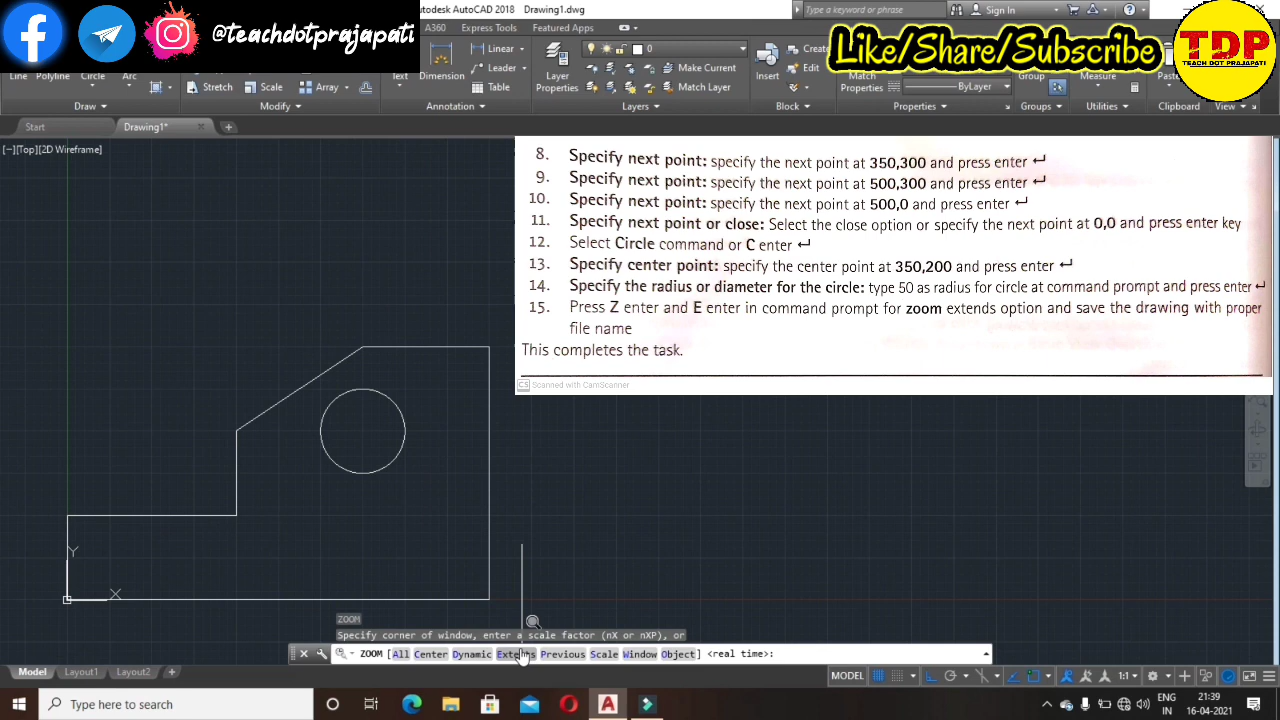 Autodesk AutoCAD 2018 Drawing1.dwg
Type a keyword or phrase
Sign In
@teachdotprajapati
Like/Share/Subscribe
TDP
TEACH DOT PRAJAPATI
Express Tools Featured Apps
Linear
Leader
Table
0
Make Current
Match Layer
Line Polyline Circle Arc
Stretch Scale Array
Dimension
Layer
Properties
Insert
Match
Properties
ByLayer
Group
Measure
Draw Modify Annotation Layers Block Properties Groups Utilities Clipboard View
Start Drawing1*
[−][Top][2D Wireframe]
8. Specify next point: specify the next point at 350,300 and press enter ↵
9. Specify next point: specify the next point at 500,300 and press enter ↵
10. Specify next point: specify the next point at 500,0 and press enter ↵
11. Specify next point or close: Select the close option or specify the next point at 0,0 and press enter key
12. Select Circle command or C enter ↵
13. Specify center point: specify the center point at 350,200 and press enter ↵
14. Specify the radius or diameter for the circle: type 50 as radius for circle at command prompt and press enter ↵
15. Press Z enter and E enter in command prompt for zoom extends option and save the drawing with proper
file name
This completes the task.
CS Scanned with CamScanner
Y
X
ZOOM
Specify corner of window, enter a scale factor (nX or nXP), or
ZOOM [All Center Dynamic Extents Previous Scale Window Object] <real time>:
Model Layout1 Layout2
MODEL
1:1
Type here to search
ENG
IN
21:39
16-04-2021